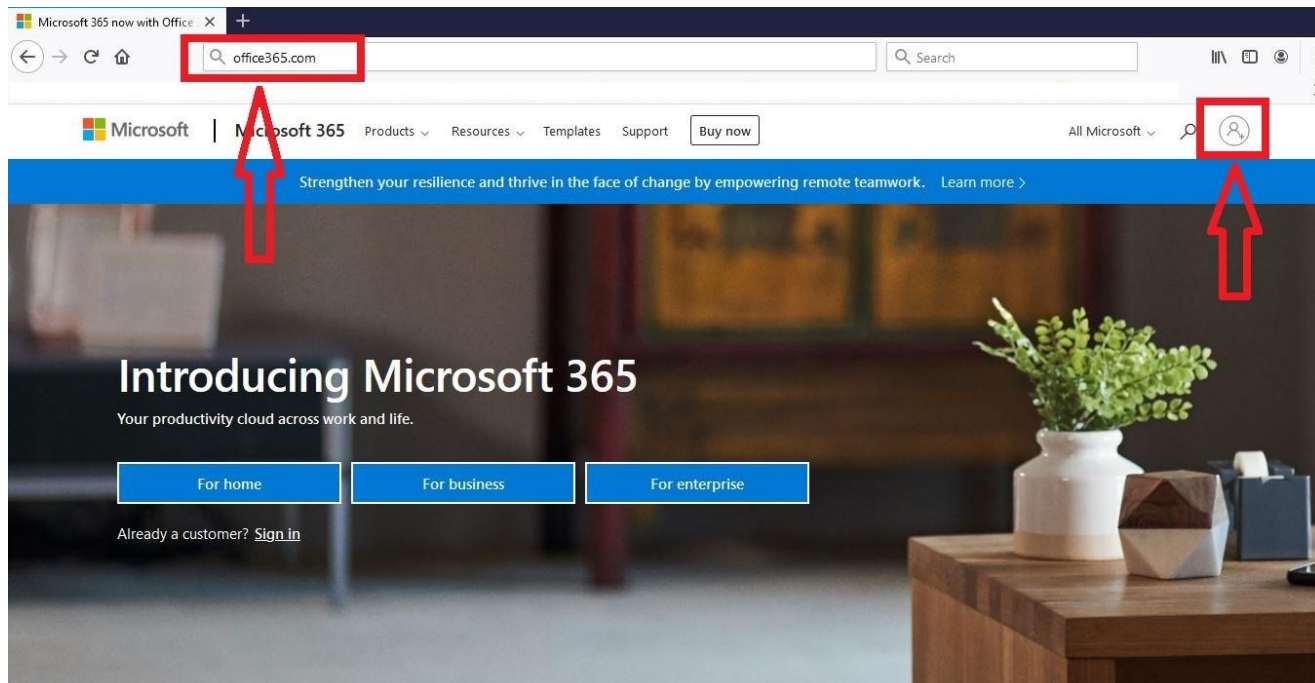 Microsoft 365 now with Office
office365.com
Search
Microsoft
Microsoft 365 Products Resources Templates Support Buy now
All Microsoft
Strengthen your resilience and thrive in the face of change by empowering remote teamwork. Learn more >
Introducing Microsoft 365
Your productivity cloud across work and life.
For home
For business
For enterprise
Already a customer? Sign in